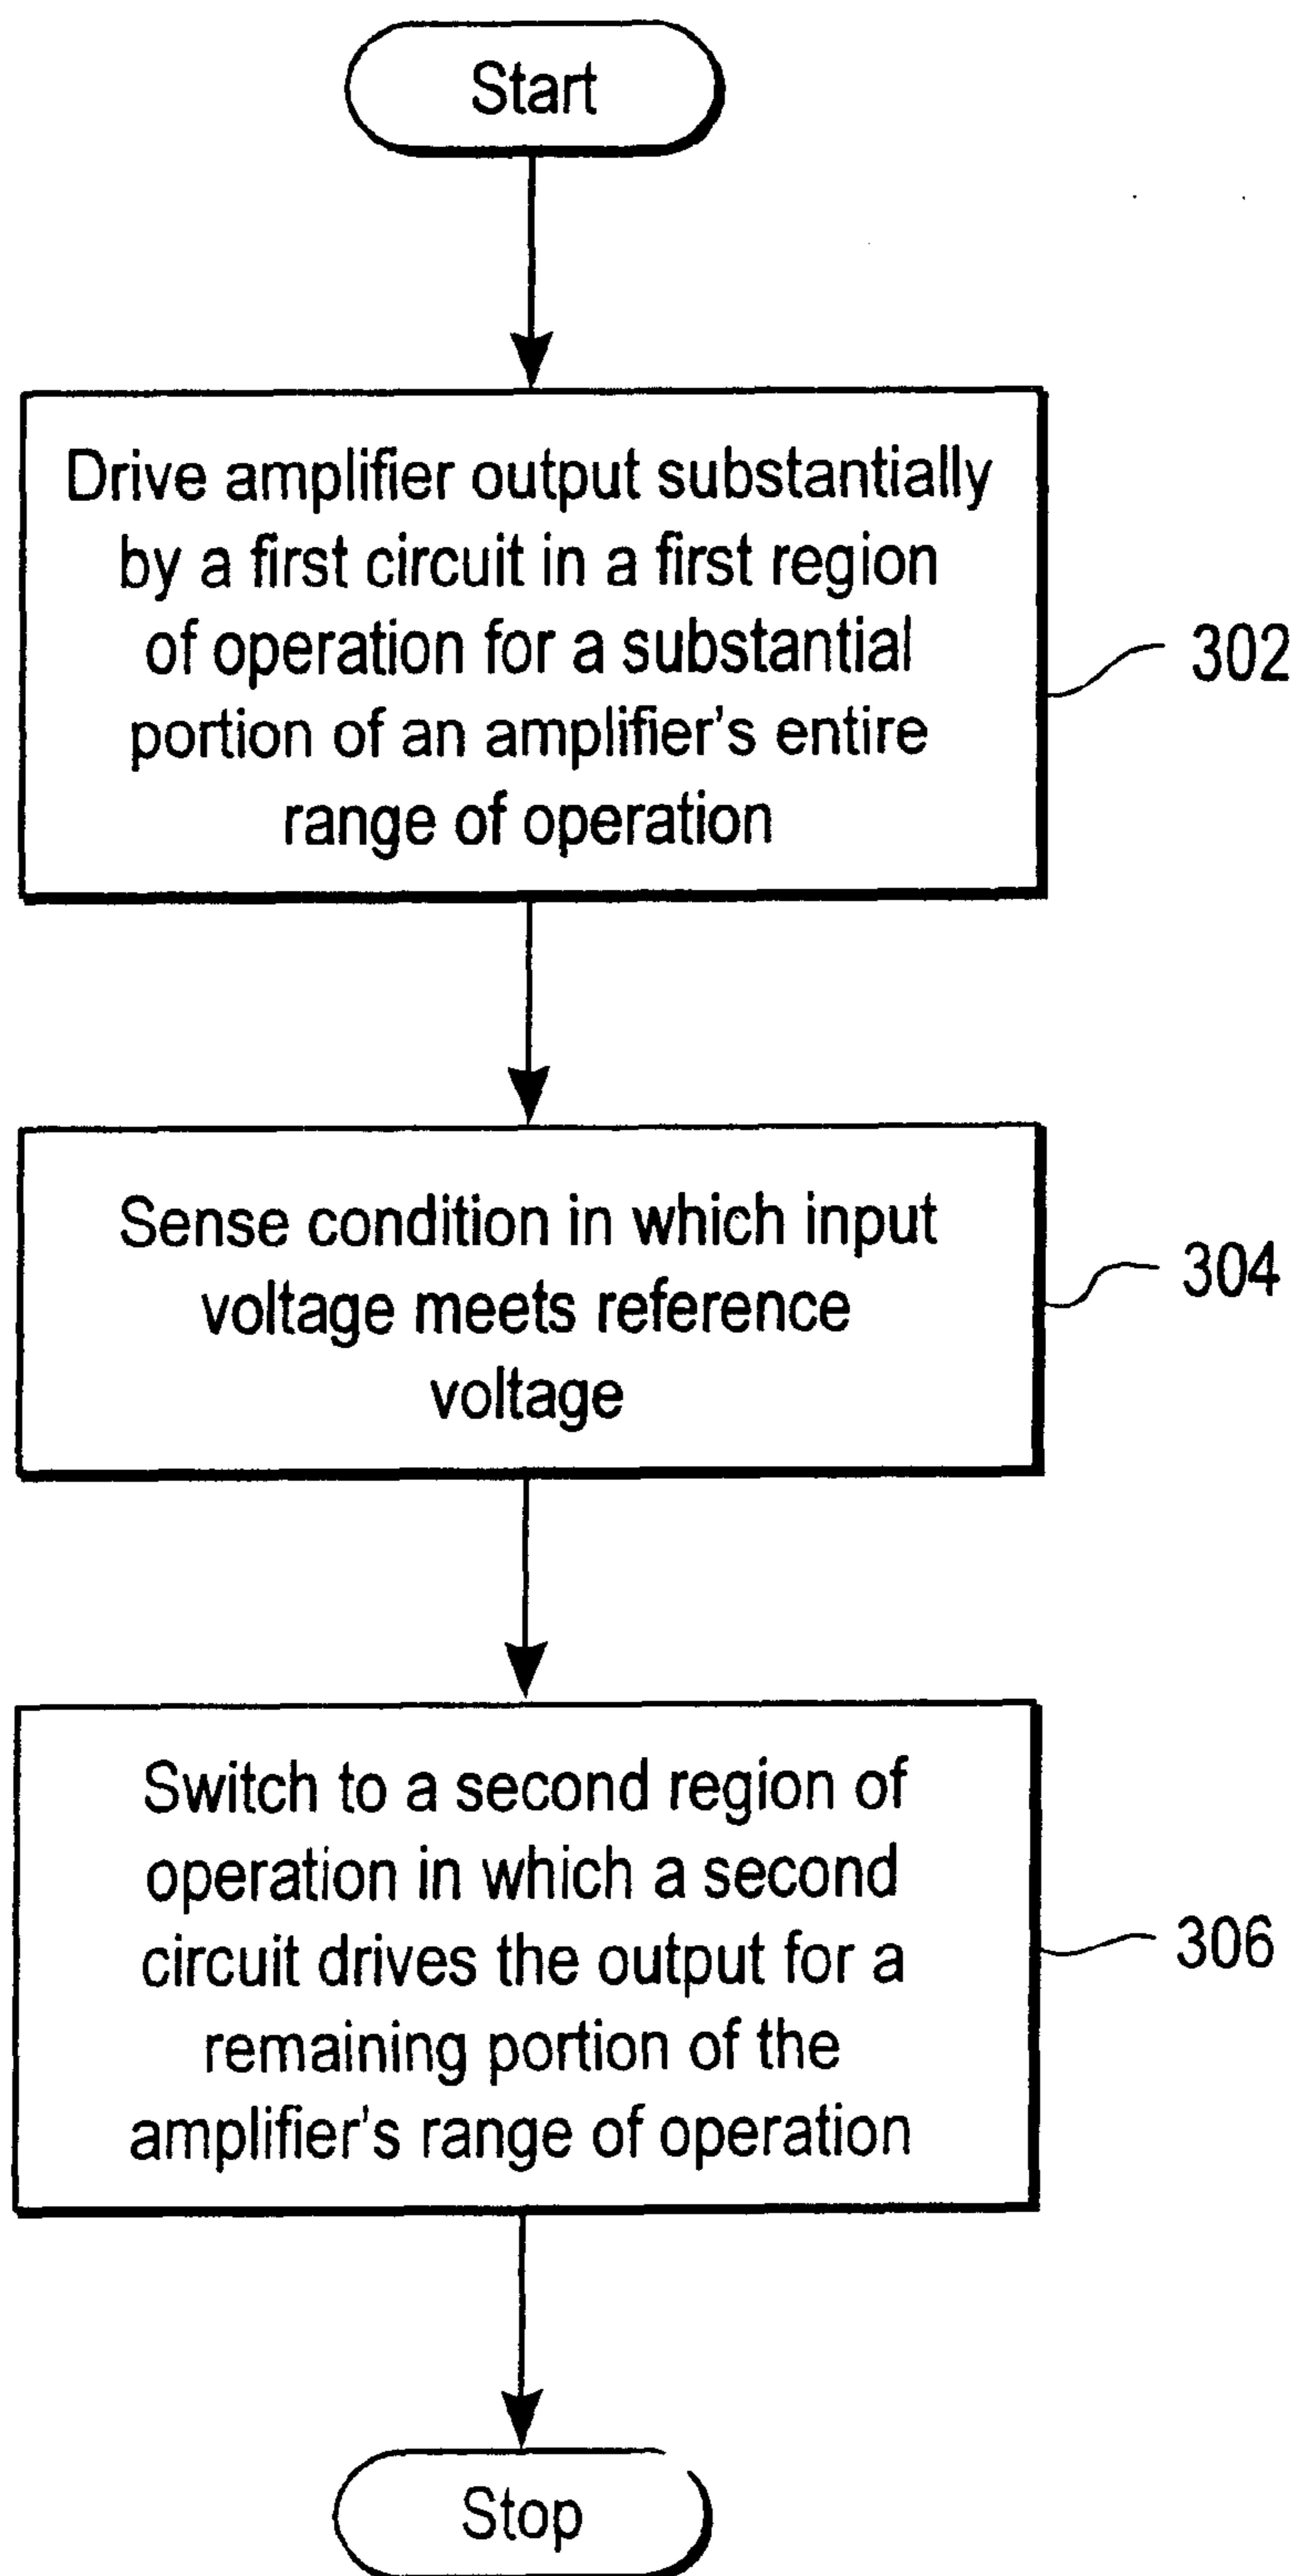 Start
Drive amplifier output substantially
by a first circuit in a first region
of operation for a substantial
portion of an amplifier's entire
range of operation
302
Sense condition in which input
voltage meets reference
voltage
304
Switch to a second region of
operation in which a second
circuit drives the output for a
remaining portion of the
amplifier's range of operation
306
Stop